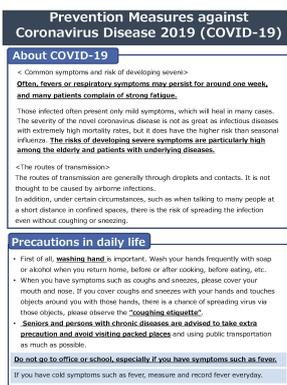 Prevention Measures against
Coronavirus Disease 2019 (COVID-19)
About COVID-19
< Common symptoms and risk of developing severe>
Often, fevers or respiratory symptoms may persist for around one week,
and many patients complain of strong fatigue.
Those infected often present only mild symptoms, which will heal in many cases.
The severity of the novel coronavirus disease is not as great as infectious diseases
with extremely high mortality rates, but it does have the higher risk than seasonal
influenza. The risks of developing severe symptoms are particularly high
among the elderly and patients with underlying diseases.
<The routes of transmission>
The routes of transmission are generally through droplets and contacts. It is not
thought to be caused by airborne infections.
In addition, under certain circumstances, such as when talking to many people at
a short distance in confined spaces, there is the risk of spreading the infection
even without coughing or sneezing.
Precautions in daily life
• First of all, washing hand is important. Wash your hands frequently with soap
or alcohol when you return home, before or after cooking, before eating, etc.
• When you have symptoms such as coughs and sneezes, please cover your
mouth and nose. If you cover coughs and sneezes with your hands and touches
objects around you with those hands, there is a chance of spreading virus via
those objects, please observe the "coughing etiquette".
• Seniors and persons with chronic diseases are advised to take extra
precaution and avoid visiting packed places and using public transportation
as much as possible.
Do not go to office or school, especially if you have symptoms such as fever.
If you have cold symptoms such as fever, measure and record fever everyday.